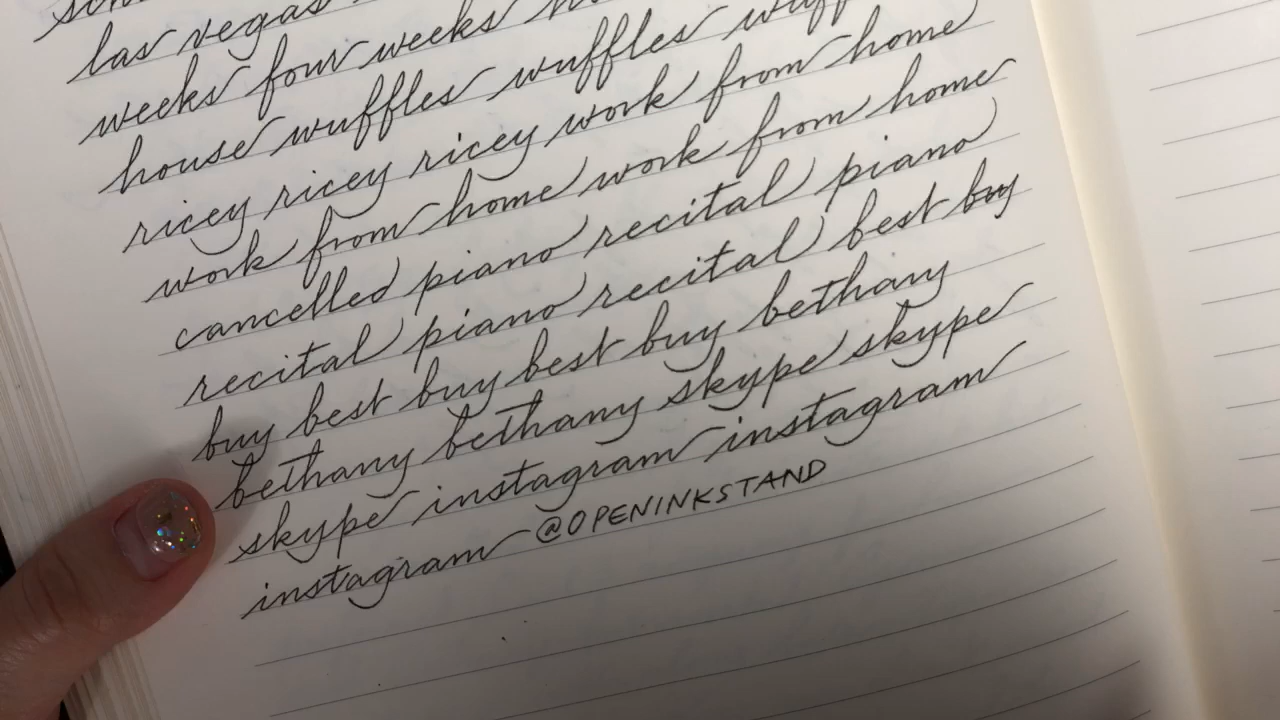 las vegas
weeks four weeks
house wuffles wuffles
ricey ricey ricey work from home
work from home work from home
cancelled piano recital piano
recital piano recital best buy
buy best buy best buy bethany
bethany bethany skype skype
skype instagram instagram
instagram @OPENINKSTAND